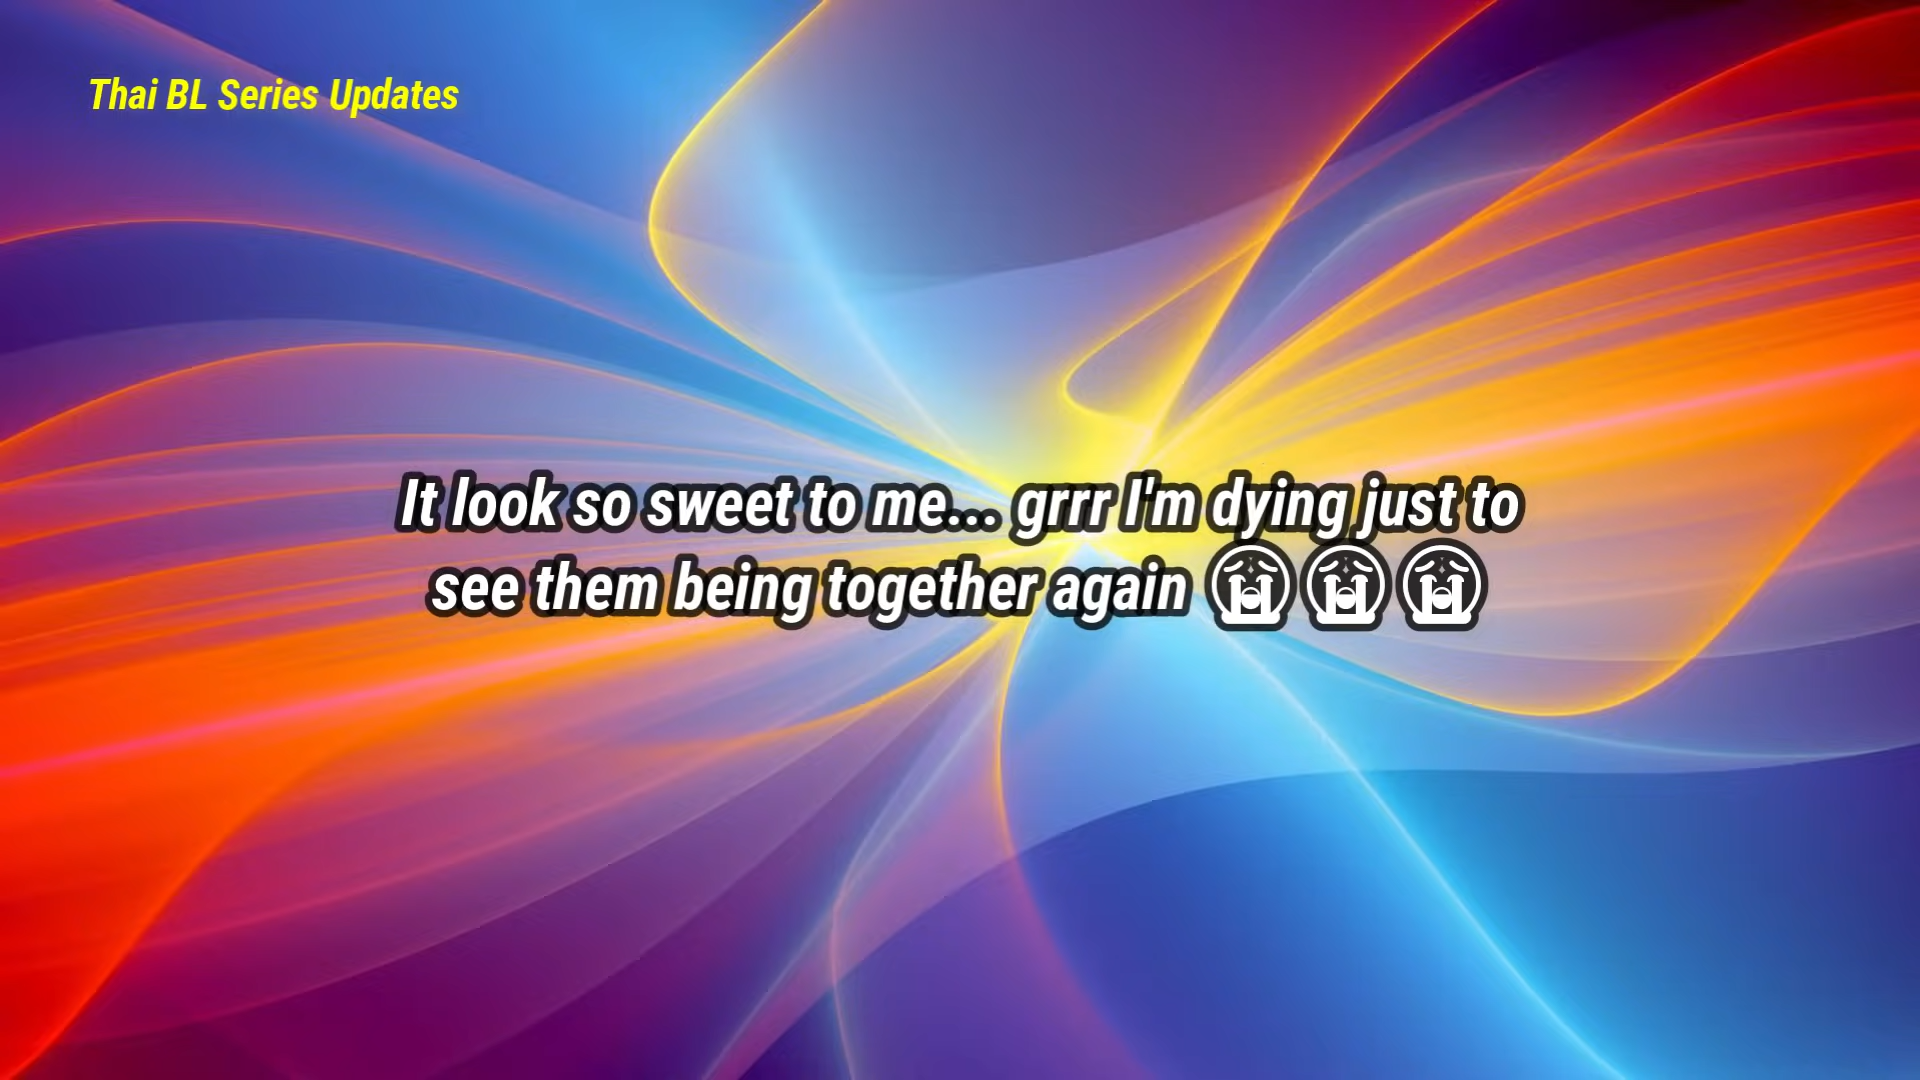 Thai BL Series Updates
It look so sweet to me... grrr I'm dying just to
see them being together again 😭😭😭